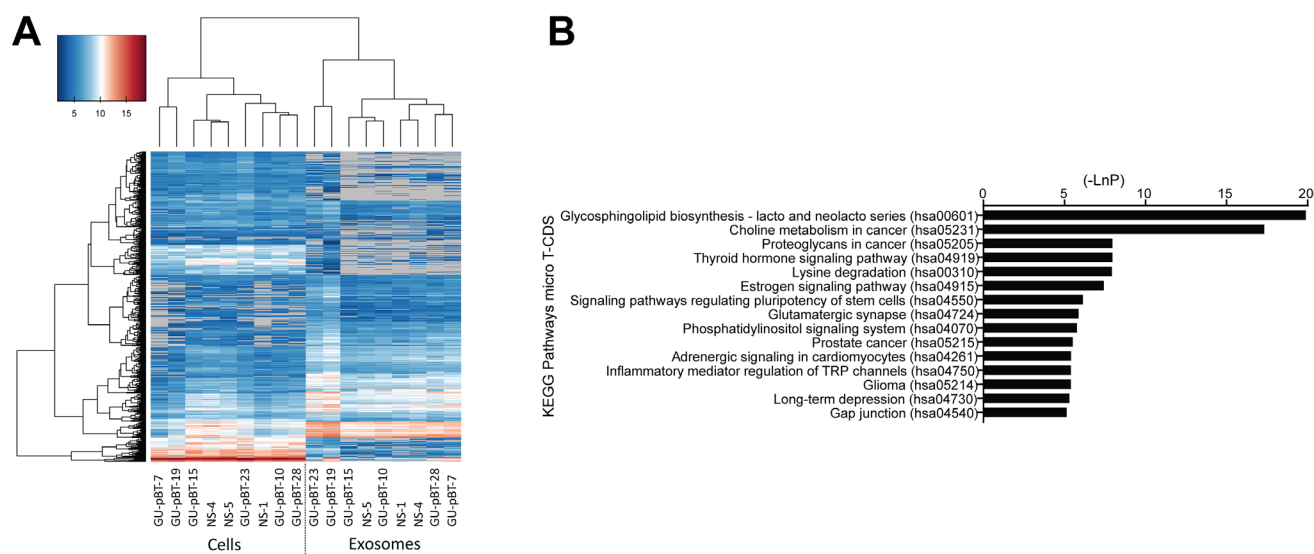 A
5 10 15
GU-pBT-7
GU-pBT-19
GU-pBT-15
NS-4
NS-5
GU-pBT-23
NS-1
GU-pBT-10
GU-pBT-28
GU-pBT-23
GU-pBT-19
GU-pBT-15
NS-5
GU-pBT-10
NS-1
NS-4
GU-pBT-28
GU-pBT-7
Cells
Exosomes
B
(-LnP)
0 5 10 15 20
KEGG Pathways micro T-CDS
Glycosphingolipid biosynthesis - lacto and neolacto series (hsa00601)
Choline metabolism in cancer (hsa05231)
Proteoglycans in cancer (hsa05205)
Thyroid hormone signaling pathway (hsa04919)
Lysine degradation (hsa00310)
Estrogen signaling pathway (hsa04915)
Signaling pathways regulating pluripotency of stem cells (hsa04550)
Glutamatergic synapse (hsa04724)
Phosphatidylinositol signaling system (hsa04070)
Prostate cancer (hsa05215)
Adrenergic signaling in cardiomyocytes (hsa04261)
Inflammatory mediator regulation of TRP channels (hsa04750)
Glioma (hsa05214)
Long-term depression (hsa04730)
Gap junction (hsa04540)